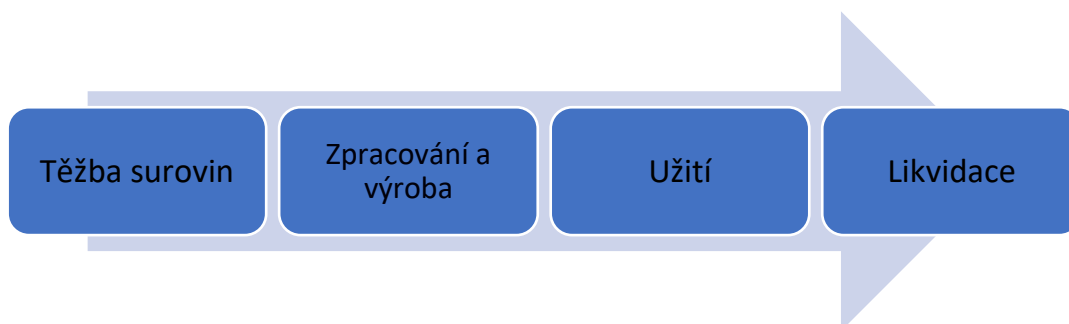 Těžba surovin
Zpracování a
výroba
Užití
Likvidace